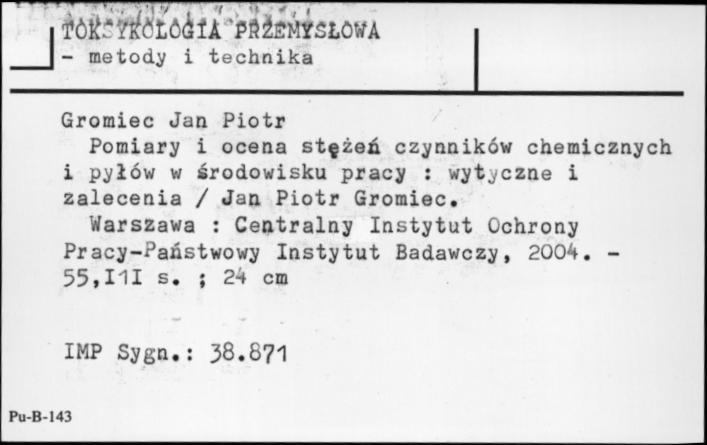 TOKSYKOLOGIA PRZEMYSŁOWA
- metody i technika
Gromiec Jan Piotr
Pomiary i ocena stężeń czynników chemicznych
i pyłów w środowisku pracy : wytyczne i
zalecenia / Jan Piotr Gromiec.
Warszawa : Centralny Instytut Ochrony
Pracy-Państwowy Instytut Badawczy, 2004. -
55,I1I s. ; 24 cm
IMP Sygn.: 38.871
Pu-B-143